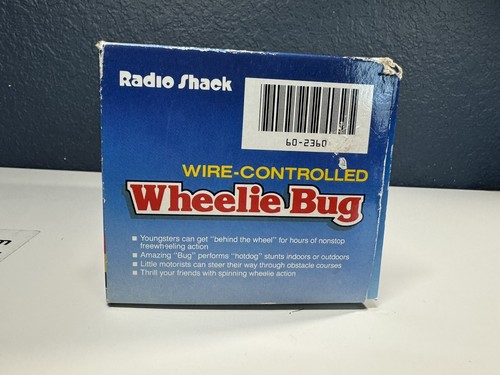 Radio Shack
60-2360
WIRE-CONTROLLED
Wheelie Bug
■ Youngsters can get "behind the wheel" for hours of nonstop
freewheeling action
■ Amazing "Bug" performs "hotdog" stunts indoors or outdoors
■ Little motorists can steer their way through obstacle courses
■ Thrill your friends with spinning wheelie action